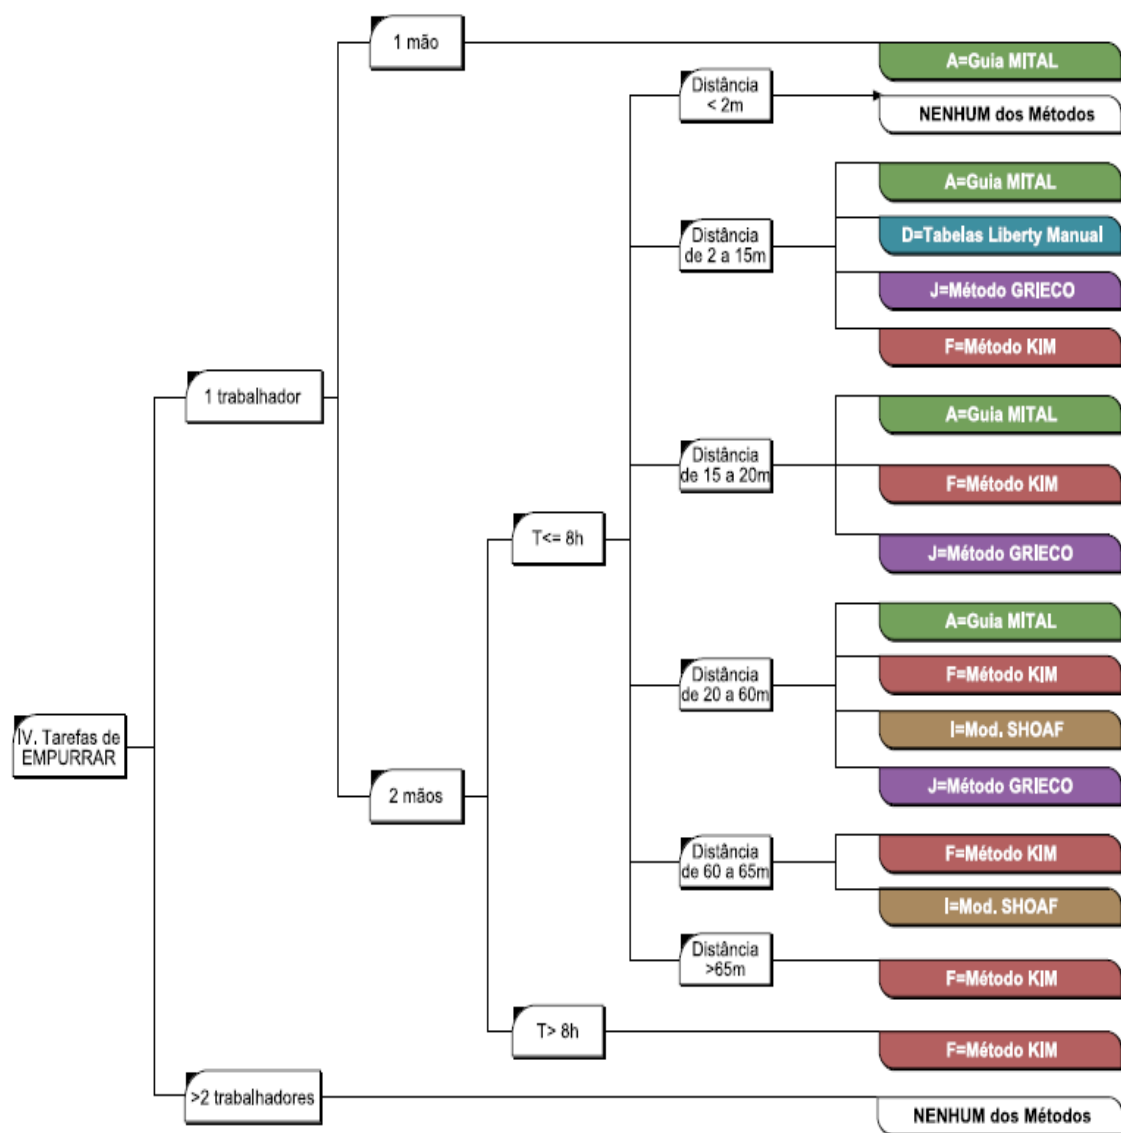 1 mão
A=Guia MITAL
Distância
< 2m
NENHUM dos Métodos
A=Guia MITAL
Distância
de 2 a 15m
D=Tabelas Liberty Manual
J=Método GRIECO
F=Método KIM
1 trabalhador
A=Guia MITAL
Distância
de 15 a 20m
F=Método KIM
T<= 8h
J=Método GRIECO
A=Guia MITAL
Distância
de 20 a 60m
F=Método KIM
I=Mod. SHOAF
IV. Tarefas de
EMPURRAR
J=Método GRIECO
2 mãos
Distância
de 60 a 65m
F=Método KIM
I=Mod. SHOAF
Distância
>65m
F=Método KIM
T> 8h
F=Método KIM
>2 trabalhadores
NENHUM dos Métodos